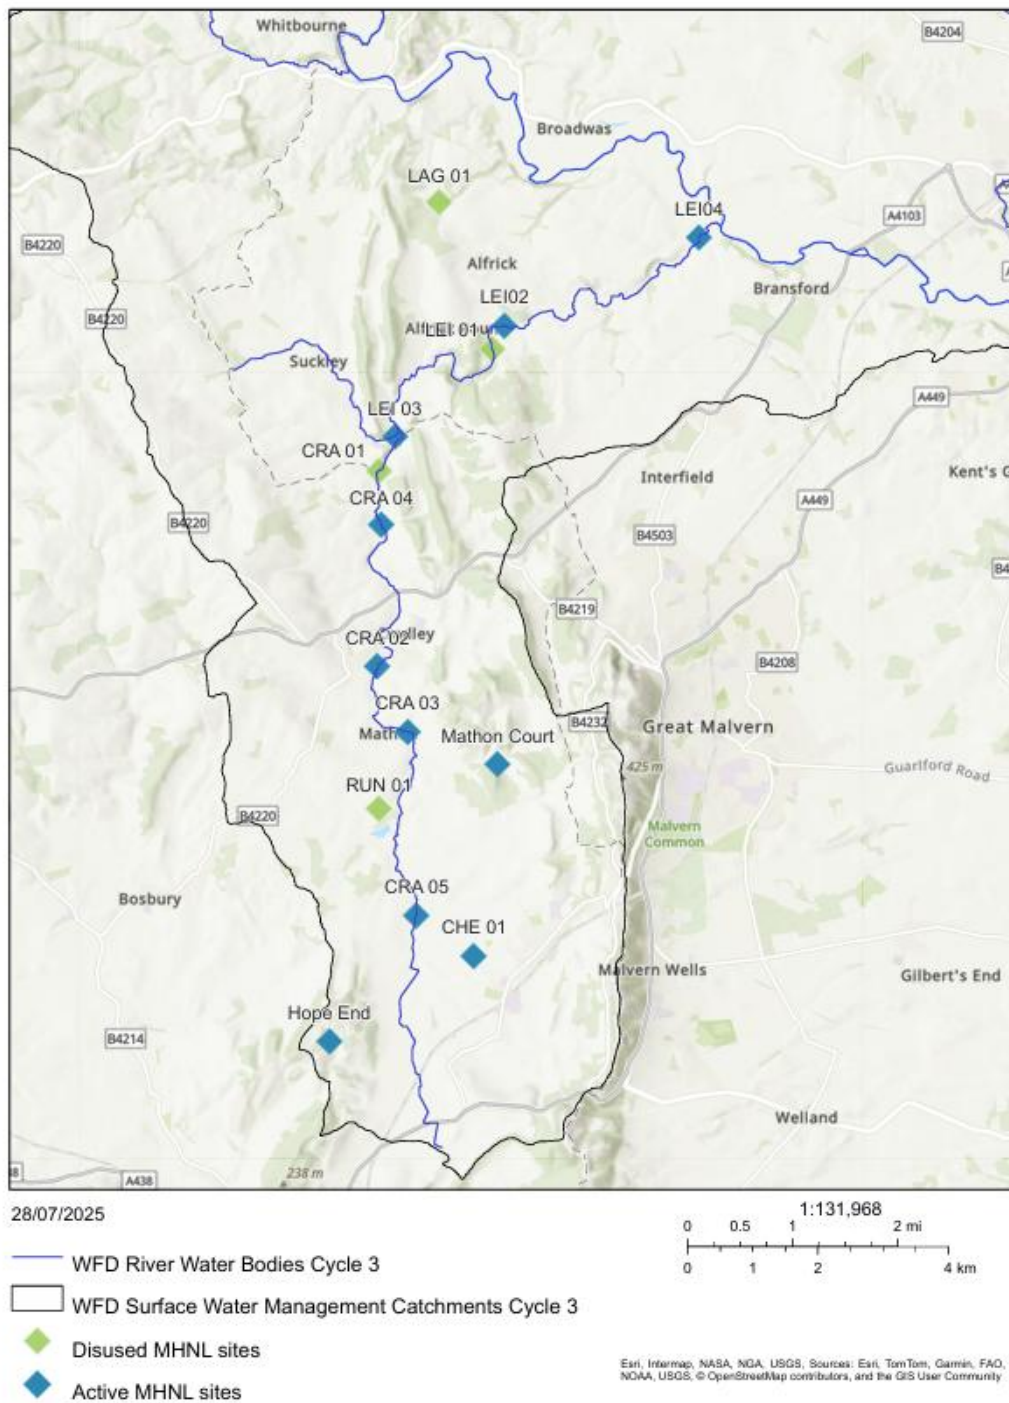 Whitbourne
B4204
Broadwas
LAG 01
LEI04
A4103
B4220
Alfrick
Bransford
LEI02
B4220
LEI 01
Suckley
A449
LEI 03
CRA 01
Interfield
Kent's G
CRA 04
A449
B4220
B4503
B4219
CRA 02
lley
B4208
CRA 03
Math
B4232
Great Malvern
Mathon Court
425 m
Guarlford Road
RUN 01
B4220
Malvern
Common
CRA 05
Bosbury
CHE 01
Malvern Wells
Gilbert's End
Hope End
B4214
Welland
238 m
A438
28/07/2025
1:131,968
0 0.5 1 2 mi
0 1 2 4 km
WFD River Water Bodies Cycle 3
WFD Surface Water Management Catchments Cycle 3
Disused MHNL sites
Active MHNL sites
Esri, Intermap, NASA, NGA, USGS, Sources: Esri, TomTom, Garmin, FAO,
NOAA, USGS, © OpenStreetMap contributors, and the GIS User Community